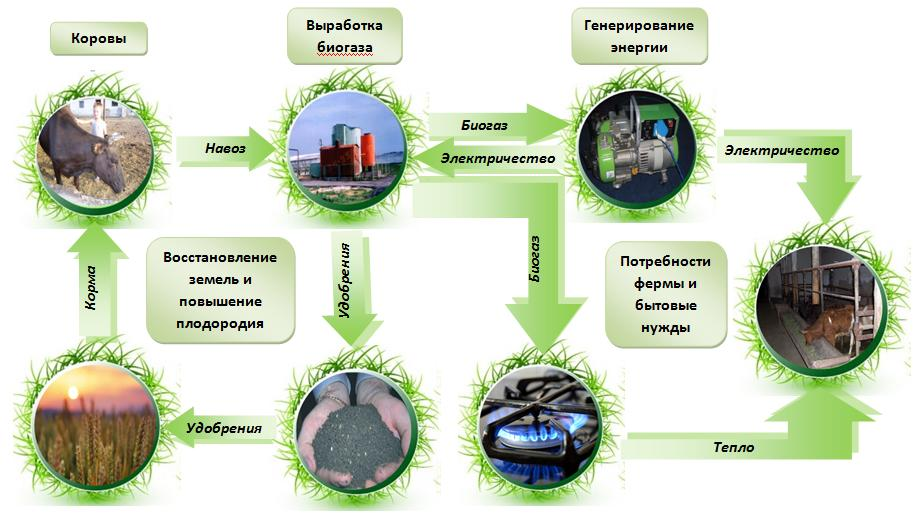 Коровы
Выработка
биогаза
Генерирование
энергии
Навоз
Биогаз
Электричество
Электричество
Корма
Восстановление
земель и
повышение
плодородия
Удобрения
Биогаз
Потребности
фермы и
бытовые
нужды
Удобрения
Тепло